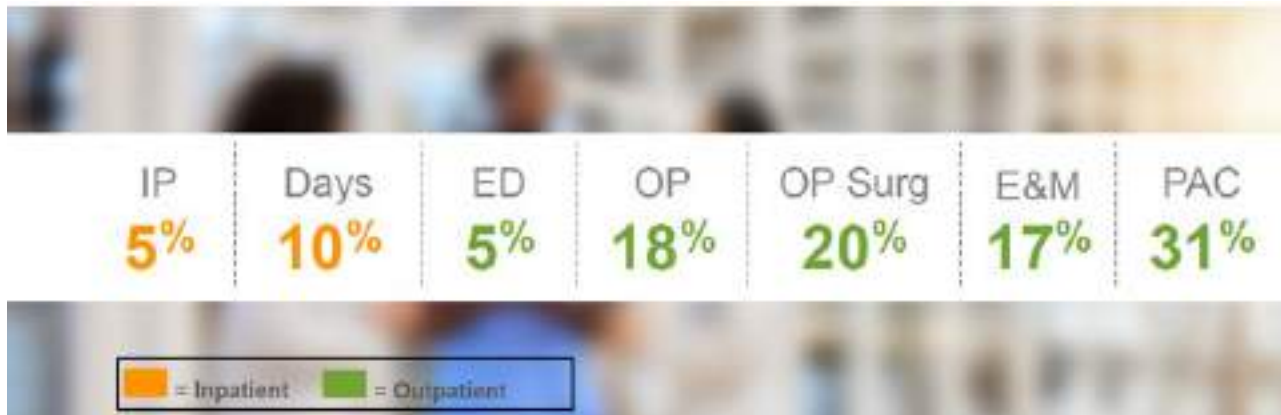 IP Days ED OP OP Surg E&M PAC
5% 10% 5% 18% 20% 17% 31%
= Inpatient = Outpatient